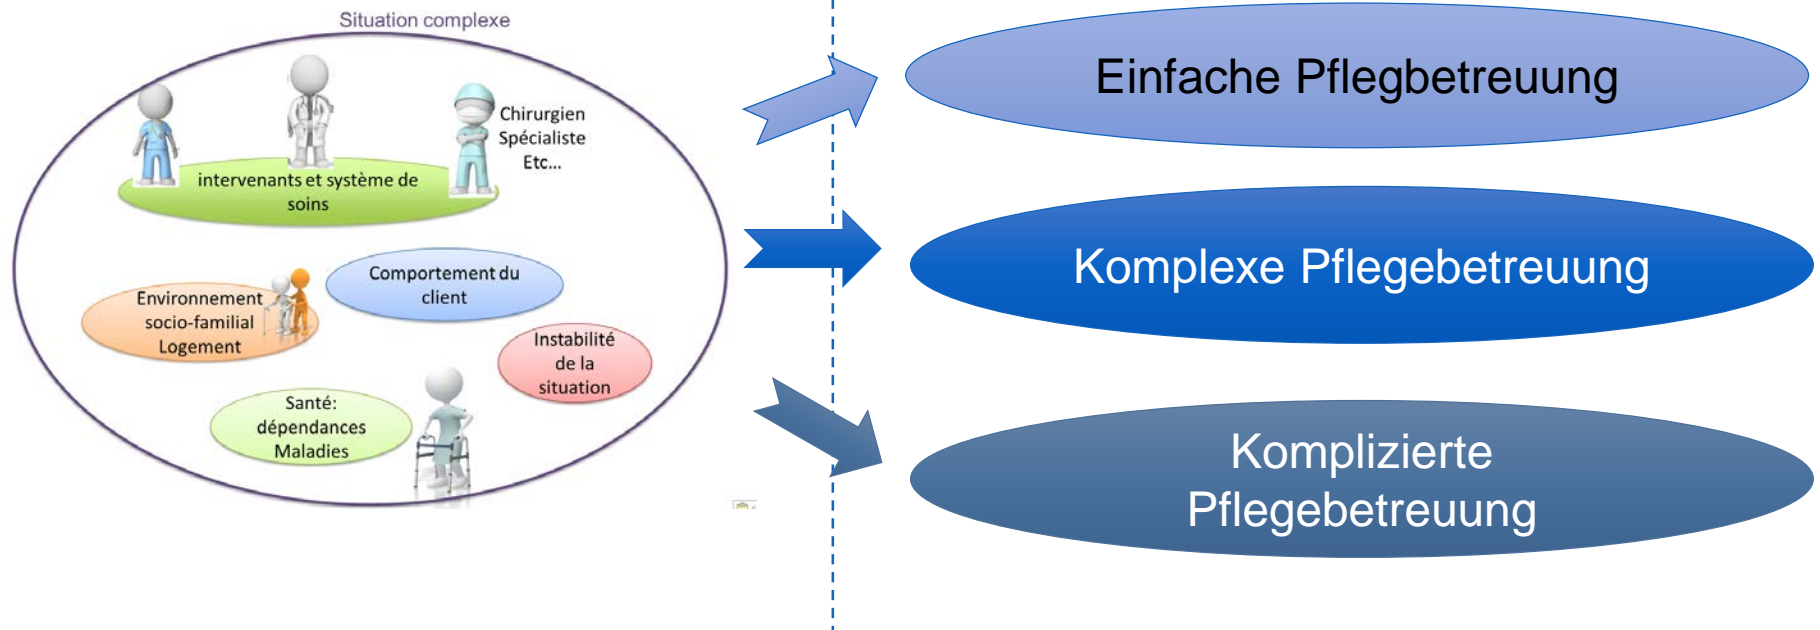 Situation complexe
Chirurgien
Spécialiste
Etc...
intervenants et système de
soins
Comportement du
client
Environnement
socio-familial
Logement
Instabilité
de la
situation
Santé:
dépendances
Maladies
Einfache Pflegbetreuung
Komplexe Pflegebetreuung
Komplizierte
Pflegebetreuung